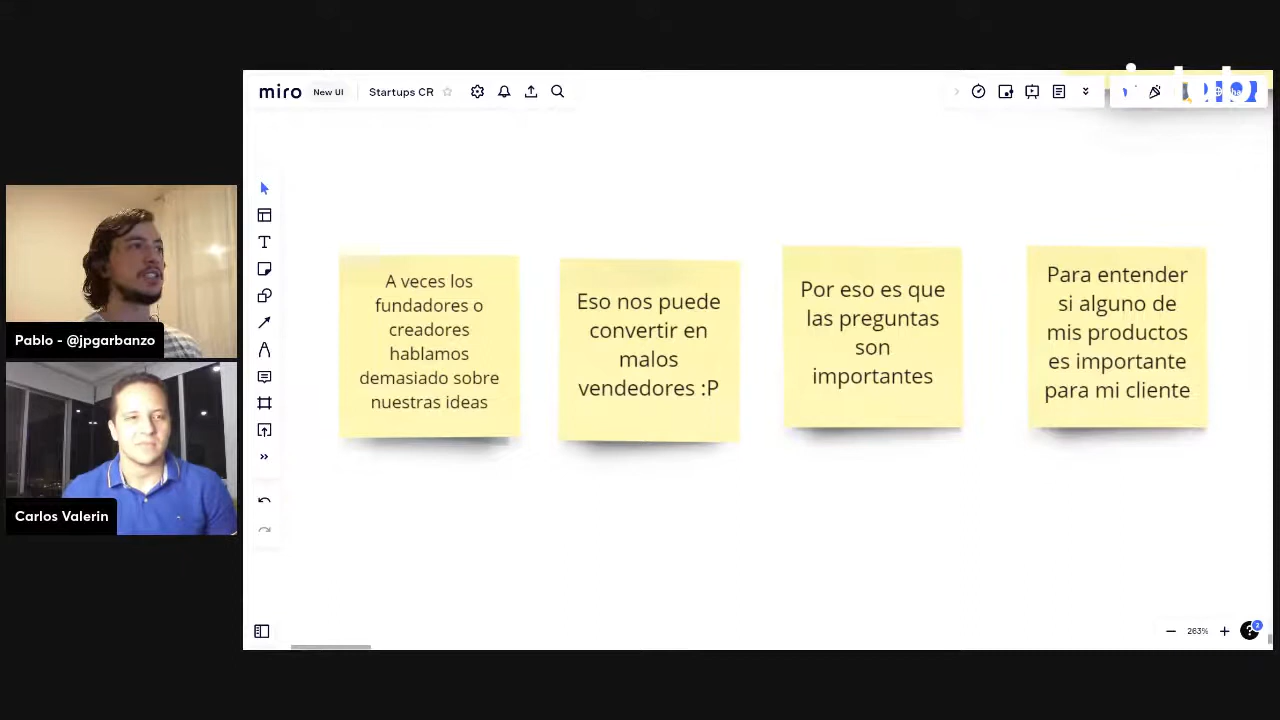 miro
New UI
Startups CR
Pablo - @jpgarbanzo
Carlos Valerin
A veces los
fundadores o
creadores
hablamos
demasiado sobre
nuestras ideas
Eso nos puede
convertir en
malos
vendedores :P
Por eso es que
las preguntas
son
importantes
Para entender
si alguno de
mis productos
es importante
para mi cliente
263%
?
2